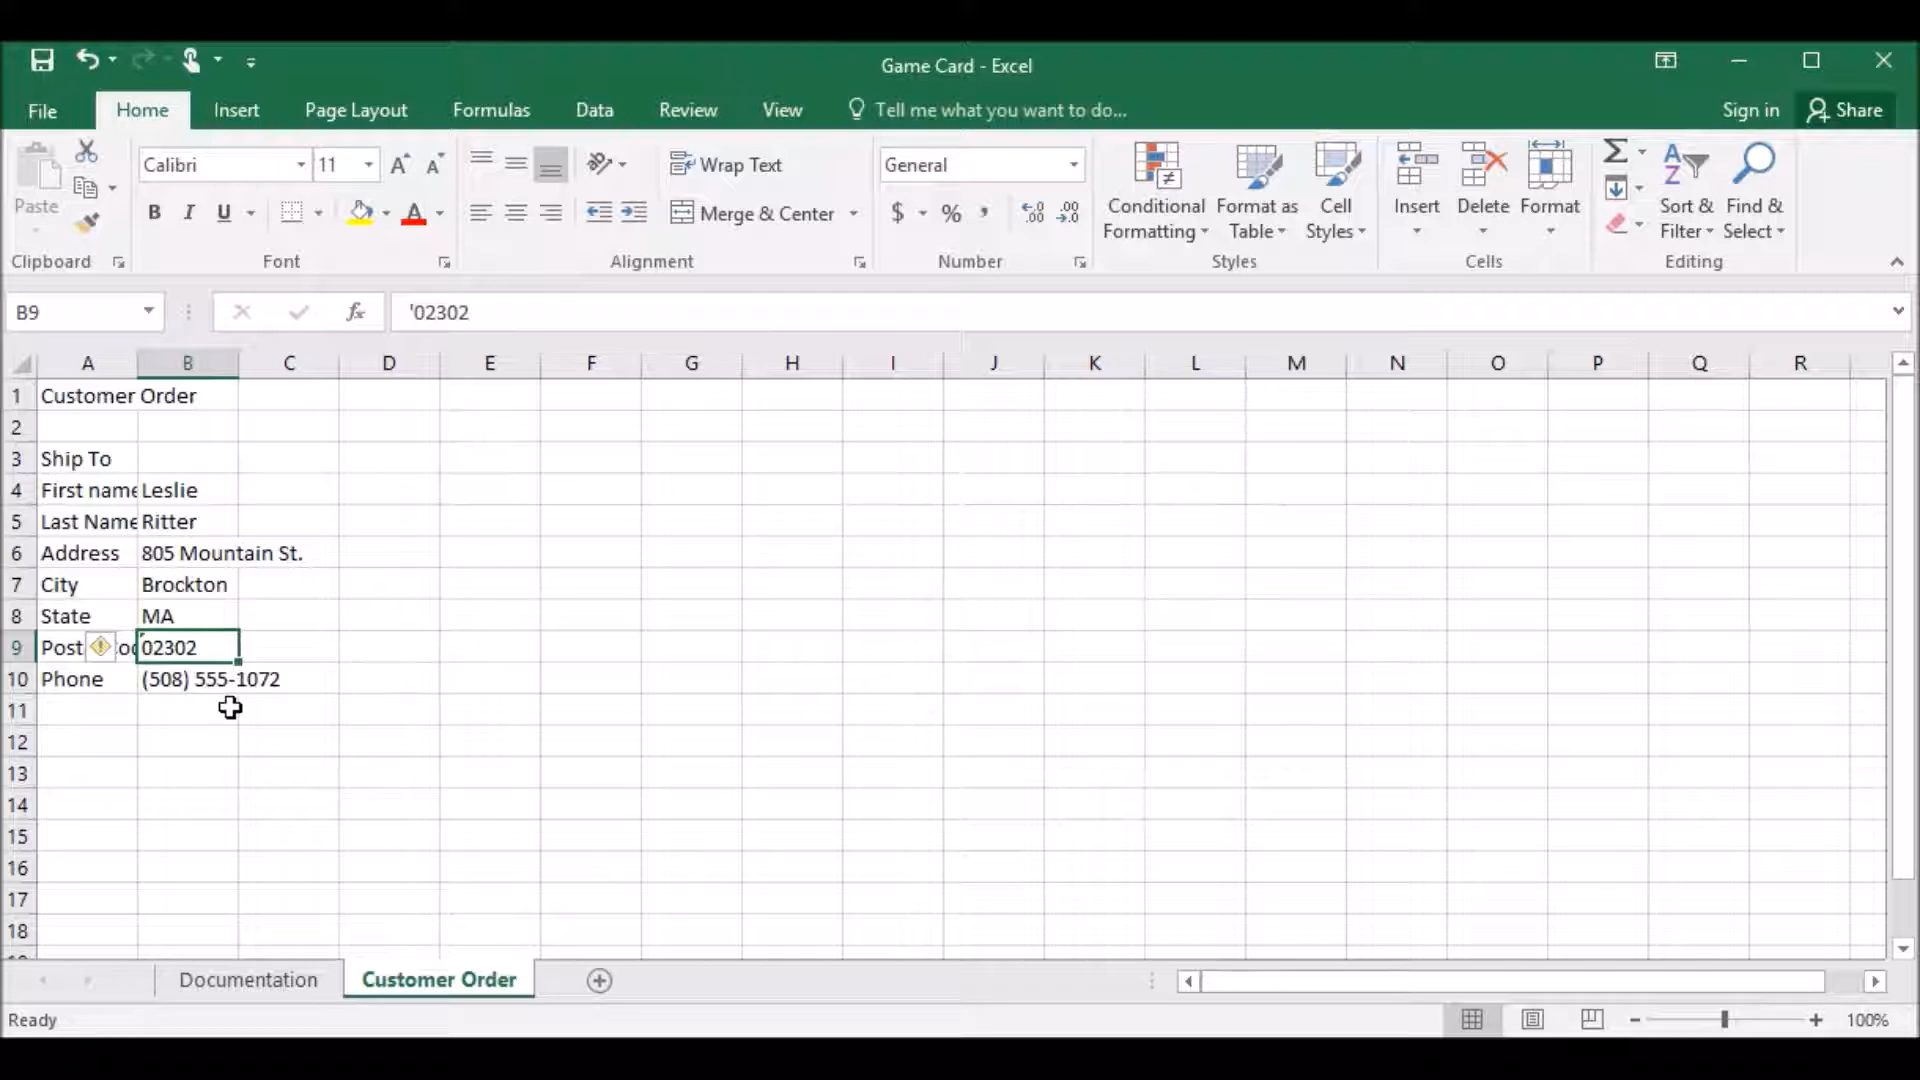 Game Card - Excel
File Home Insert Page Layout Formulas Data Review View Tell me what you want to do... Sign in Share
Paste
Clipboard
Calibri 11
B I U A
Font
Wrap Text
Merge & Center
Alignment
General
$ % ,
Number
Conditional Formatting
Format as Table
Cell Styles
Styles
Insert Delete Format
Cells
Sort & Filter
Find & Select
Editing
B9 fx '02302
A B C D E F G H I J K L M N O P Q R
1 Customer Order
2
3 Ship To
4 First name Leslie
5 Last Name Ritter
6 Address 805 Mountain St.
7 City Brockton
8 State MA
9 Post 02302
10 Phone (508) 555-1072
11
12
13
14
15
16
17
18
Documentation Customer Order
Ready 100%